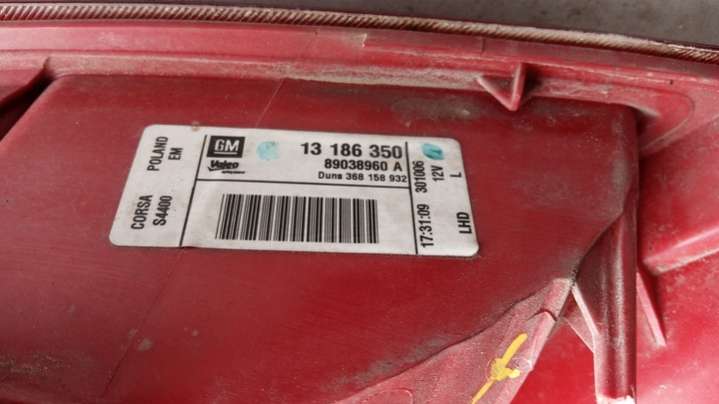 GM
13 186 350
Valeo
89038960 A
Duns 368 158 932
CORSA POLAND
S4400 EM
17:31:09 301006
12V
LHD L